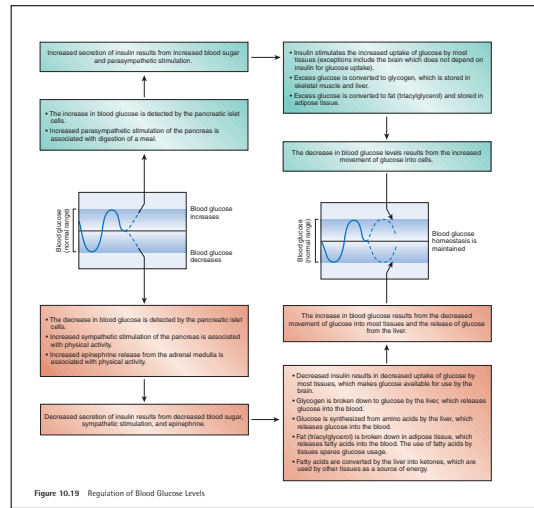 Increased secretion of insulin results from increased blood sugar
and parasympathetic stimulation.
• Insulin stimulates the increased uptake of glucose by most
tissues (exceptions include the brain which does not depend on
insulin for glucose uptake).
• Excess glucose is converted to glycogen, which is stored in
skeletal muscle and liver.
• Excess glucose is converted to fat (triacylglycerol) and stored in
adipose tissue.
• The increase in blood glucose is detected by the pancreatic islet
cells.
• Increased parasympathetic stimulation of the pancreas is
associated with digestion of a meal.
The decrease in blood glucose levels results from the increased
movement of glucose into cells.
Blood glucose
(normal range)
Blood glucose
increases
Blood glucose
decreases
Blood glucose
(normal range)
Blood glucose
homeostasis is
maintained
• The decrease in blood glucose is detected by the pancreatic islet
cells.
• Increased sympathetic stimulation of the pancreas is associated
with physical activity.
• Increased epinephrine release from the adrenal medulla is
associated with physical activity.
The increase in blood glucose results from the decreased
movement of glucose into most tissues and the release of glucose
from the liver.
Decreased secretion of insulin results from decreased blood sugar,
sympathetic stimulation, and epinephrine.
• Decreased insulin results in decreased uptake of glucose by
most tissues, which makes glucose available for use by the
brain.
• Glycogen is broken down to glucose by the liver, which releases
glucose into the blood.
• Glucose is synthesized from amino acids by the liver, which
releases glucose into the blood.
• Fat (triacylglycerol) is broken down in adipose tissue, which
releases fatty acids into the blood. The use of fatty acids by
tissues spares glucose usage.
• Fatty acids are converted by the liver into ketones, which are
used by other tissues as a source of energy.
Figure 10.19 Regulation of Blood Glucose Levels